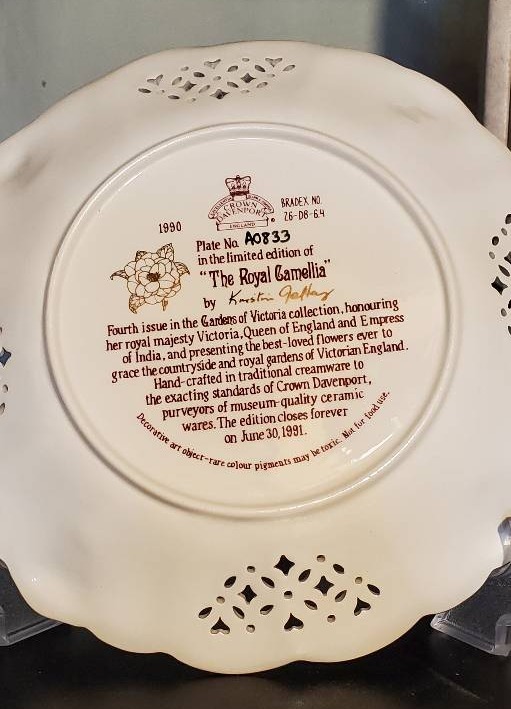 CROWN
DAVENPORT
ENGLAND
BRADEX NO.
26-D8-6.4
1990
Plate No. A0833
in the limited edition of
"The Royal Camellia"
by
Fourth issue in the Gardens of Victoria collection, honouring
her royal majesty Victoria, Queen of England and Empress
of India, and presenting the best-loved flowers ever to
grace the countryside and royal gardens of Victorian England.
Hand-crafted in traditional creamware to
the exacting standards of Crown Davenport,
purveyors of museum-quality ceramic
wares. The edition closes forever
on June 30, 1991.
Decorative art object-rare colour pigments may be toxic. Not for food use.